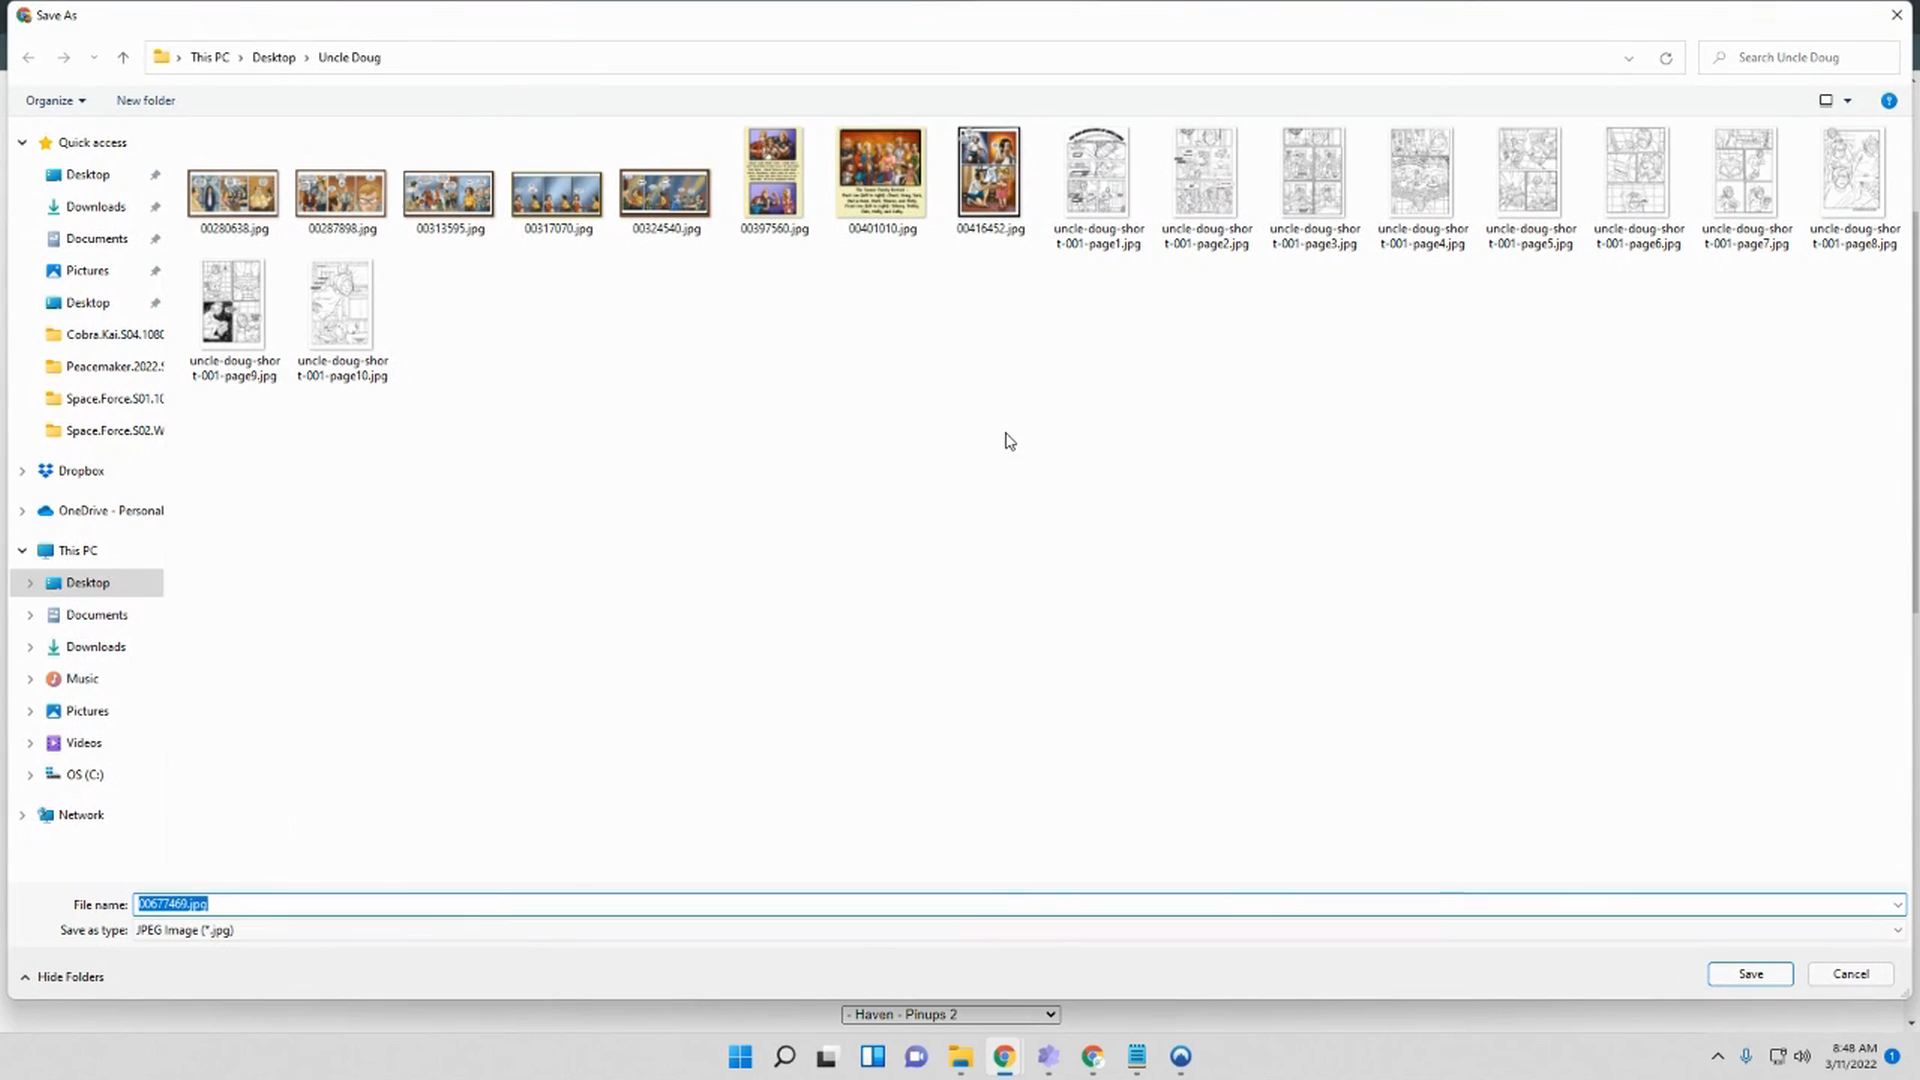 Save As
This PC
Desktop
Uncle Doug
Search Uncle Doug
Organize
New folder
Quick access
Desktop
Downloads
Documents
Pictures
Desktop
Cobra.Kai.S04.1080
Peacemaker.2022.S
Space.Force.S01.10
Space.Force.S02.W
Dropbox
OneDrive - Personal
This PC
Desktop
Documents
Downloads
Music
Pictures
Videos
OS (C:)
Network
00280638.jpg
00287898.jpg
00313595.jpg
00317070.jpg
00324540.jpg
00397560.jpg
00401010.jpg
00416452.jpg
uncle-doug-shor
t-001-page1.jpg
uncle-doug-shor
t-001-page2.jpg
uncle-doug-shor
t-001-page3.jpg
uncle-doug-shor
t-001-page4.jpg
uncle-doug-shor
t-001-page5.jpg
uncle-doug-shor
t-001-page6.jpg
uncle-doug-shor
t-001-page7.jpg
uncle-doug-shor
t-001-page8.jpg
uncle-doug-shor
t-001-page9.jpg
uncle-doug-shor
t-001-page10.jpg
File name: 00677469.jpg
Save as type: JPEG Image (*.jpg)
Hide Folders
Save
Cancel
- Haven - Pinups 2
8:48 AM
3/11/2022
1